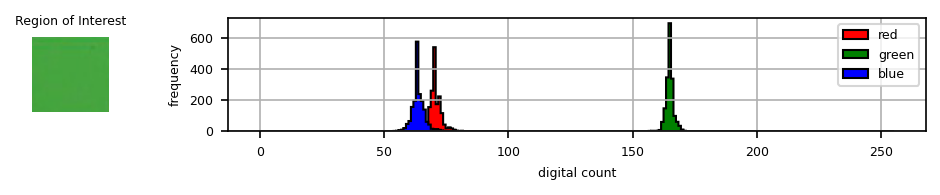 Region of Interest
frequency
600
400
200
0
0 50 100 150 200 250
digital count
red
green
blue